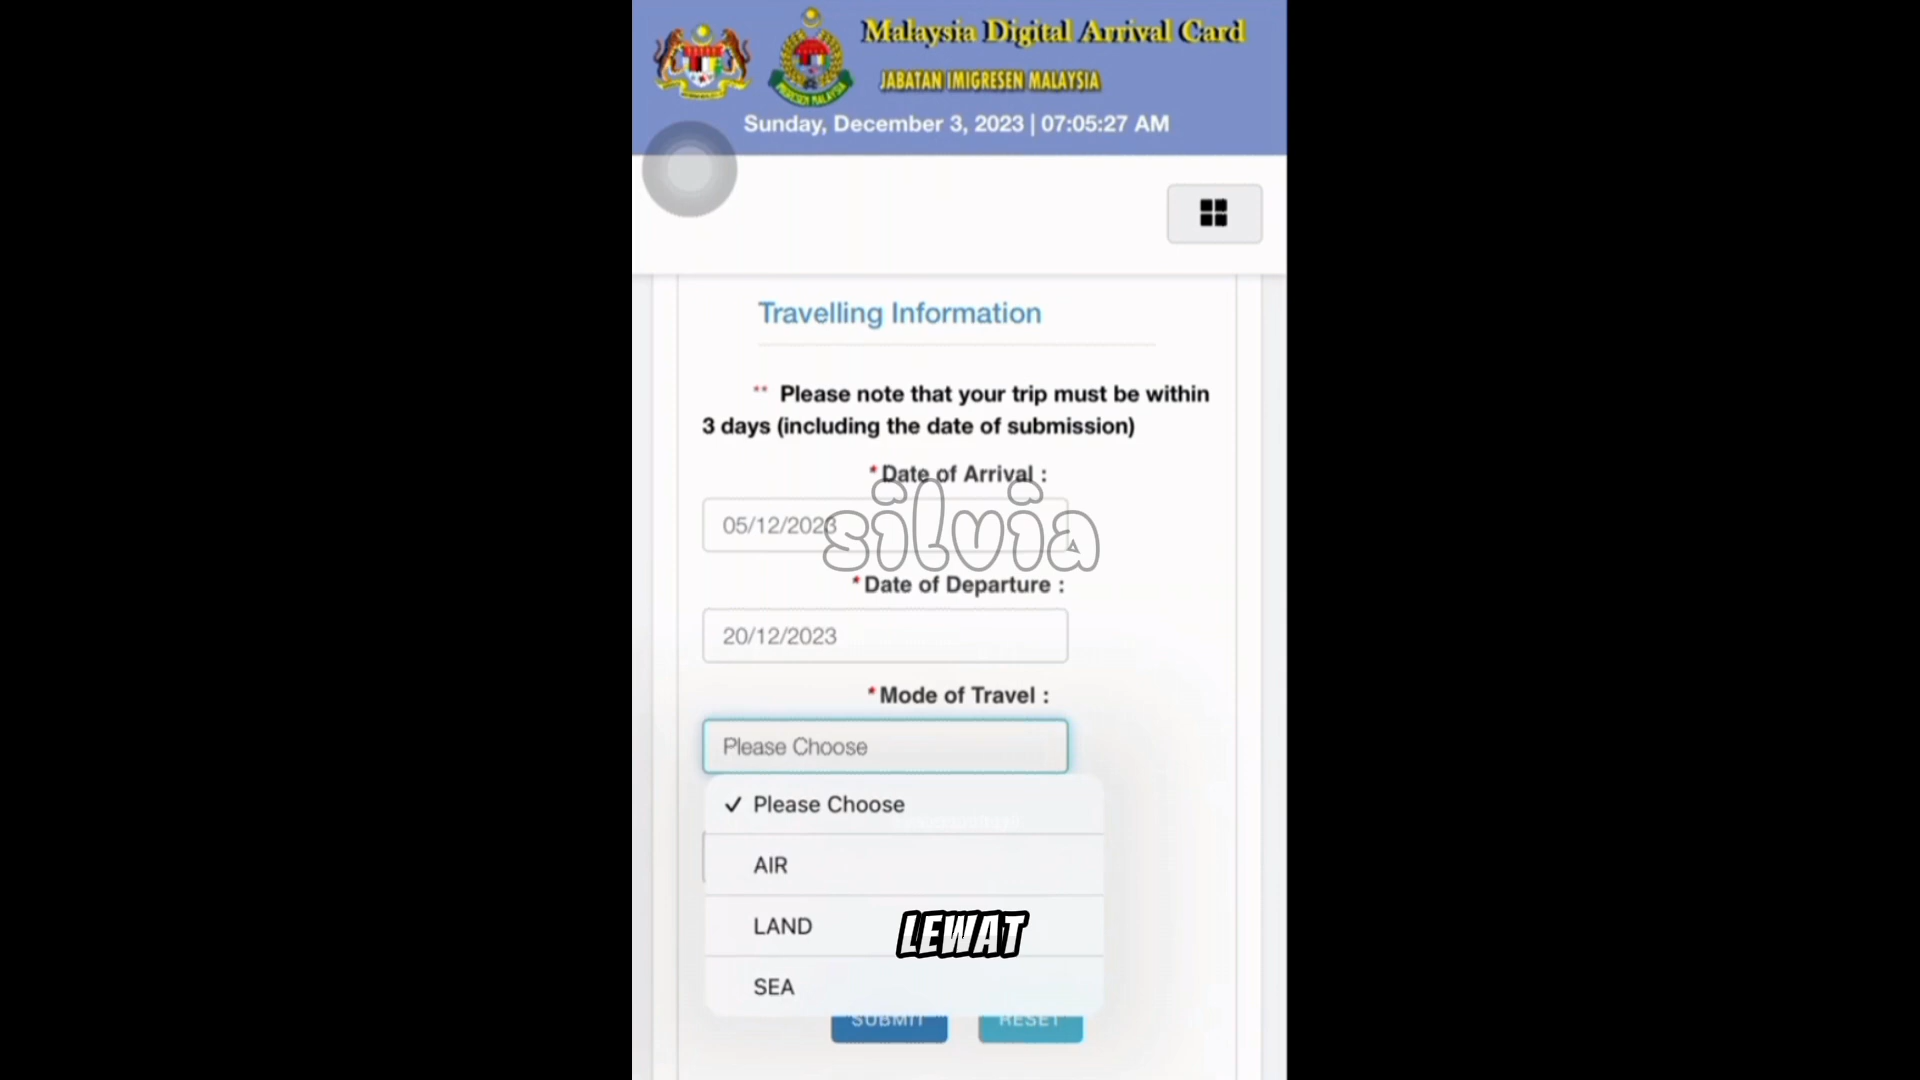 Malaysia Digital Arrival Card
JABATAN IMIGRESEN MALAYSIA
Sunday, December 3, 2023 | 07:05:27 AM
Travelling Information
** Please note that your trip must be within
3 days (including the date of submission)
* Date of Arrival :
05/12/2023
silvia
* Date of Departure :
20/12/2023
* Mode of Travel :
Please Choose
✓ Please Choose
AIR
LAND
LEWAT
SEA
SUBMIT RESET